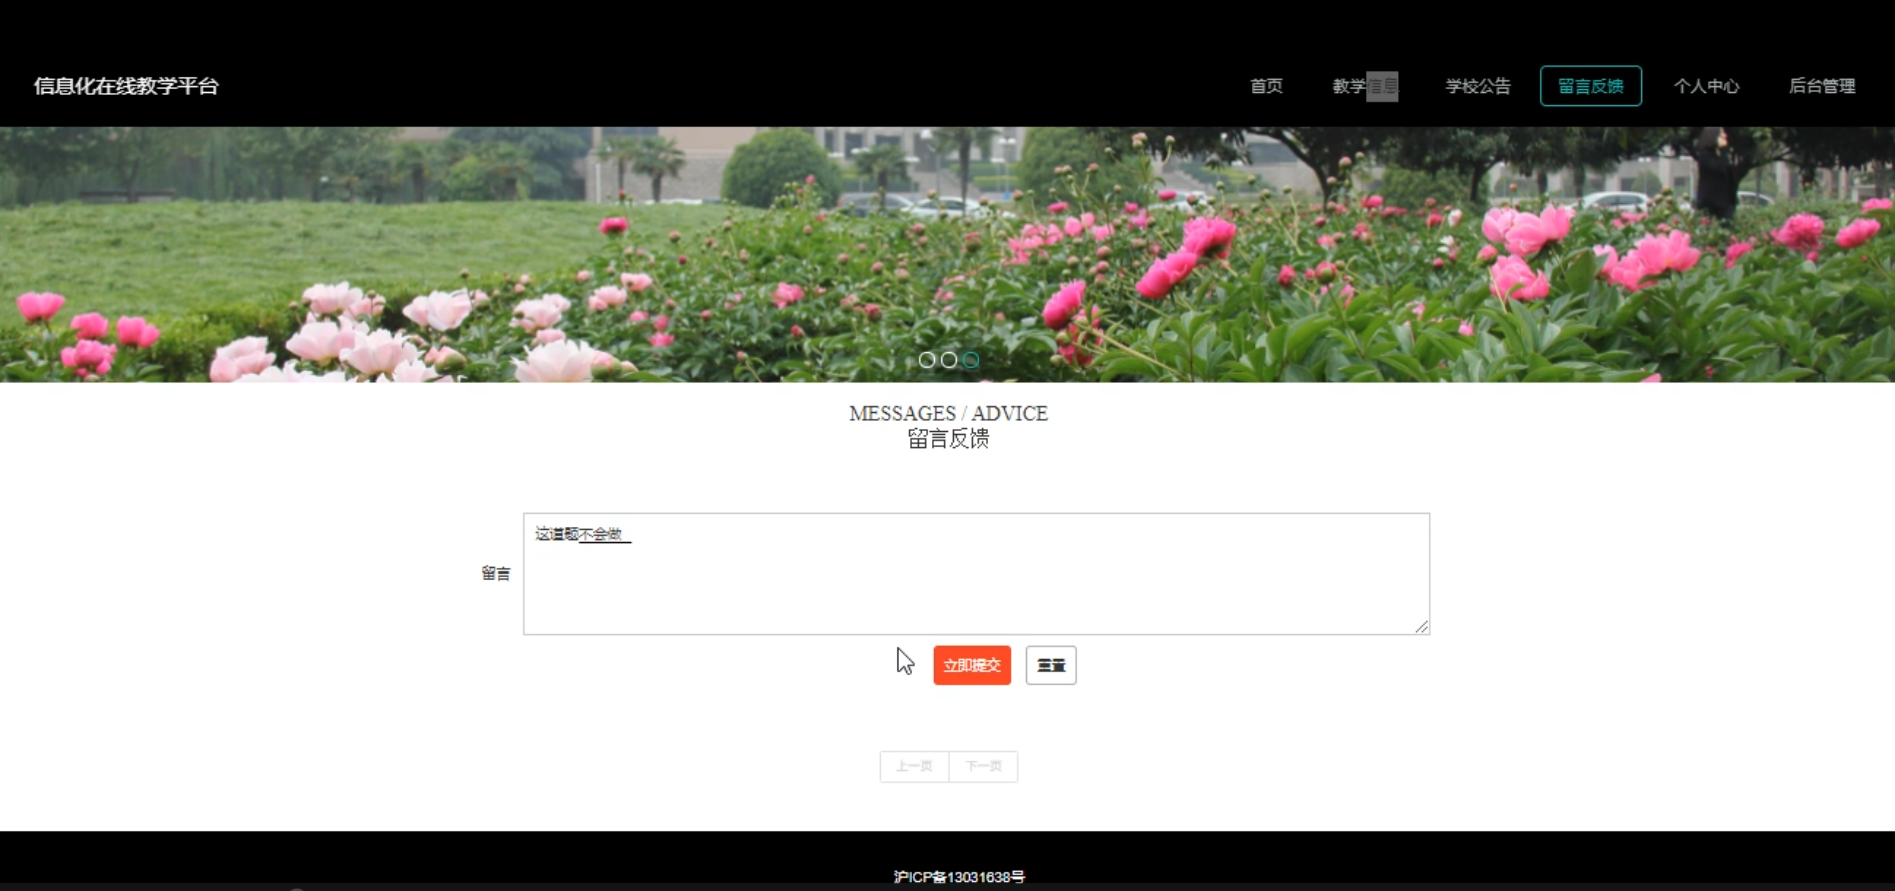 信息化在线教学平台
首页 教学信息 学校公告 留言反馈 个人中心 后台管理
MESSAGES / ADVICE
留言反馈
这道题不会做
留言
立即提交 重置
上一页 下一页
沪ICP备13031638号